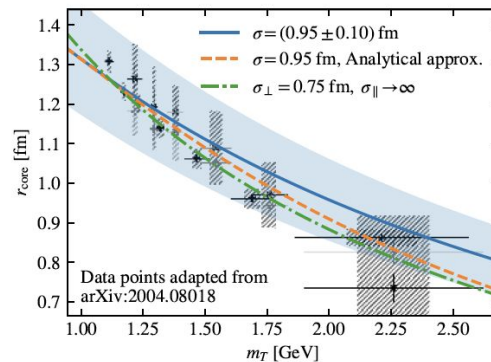 1.4
1.3
1.2
1.1
1.0
0.9
0.8
0.7
r_core [fm]
σ = (0.95 ± 0.10) fm
σ = 0.95 fm, Analytical approx.
σ⊥ = 0.75 fm, σ∥→∞
Data points adapted from
arXiv:2004.08018
1.00 1.25 1.50 1.75 2.00 2.25 2.50
m_T [GeV]